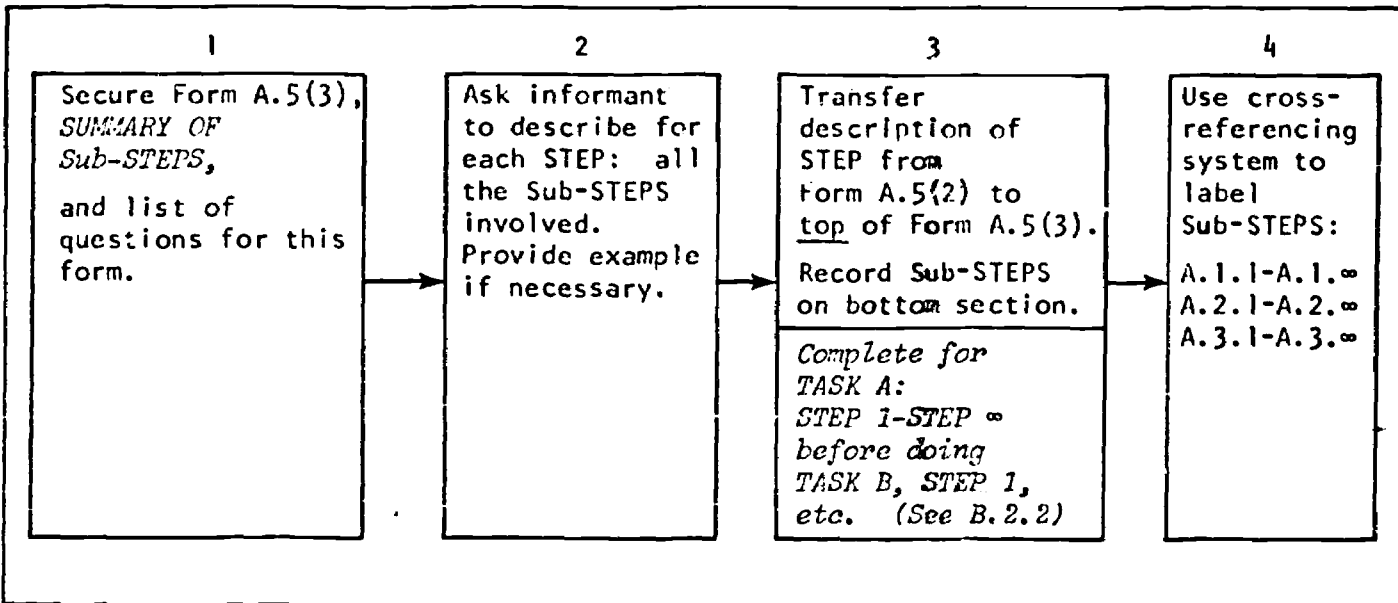 1
Secure Form A.5(3),
SUMMARY OF
Sub-STEPS,
and list of
questions for this
form.
2
Ask informant
to describe for
each STEP: all
the Sub-STEPS
involved.
Provide example
if necessary.
3
Transfer
description of
STEP from
Form A.5(2) to
top of Form A.5(3).
Record Sub-STEPS
on bottom section.
Complete for
TASK A:
STEP 1-STEP ∞
before doing
TASK B, STEP 1,
etc. (See B.2.2)
4
Use cross-
referencing
system to
label
Sub-STEPS:
A.1.1-A.1.∞
A.2.1-A.2.∞
A.3.1-A.3.∞